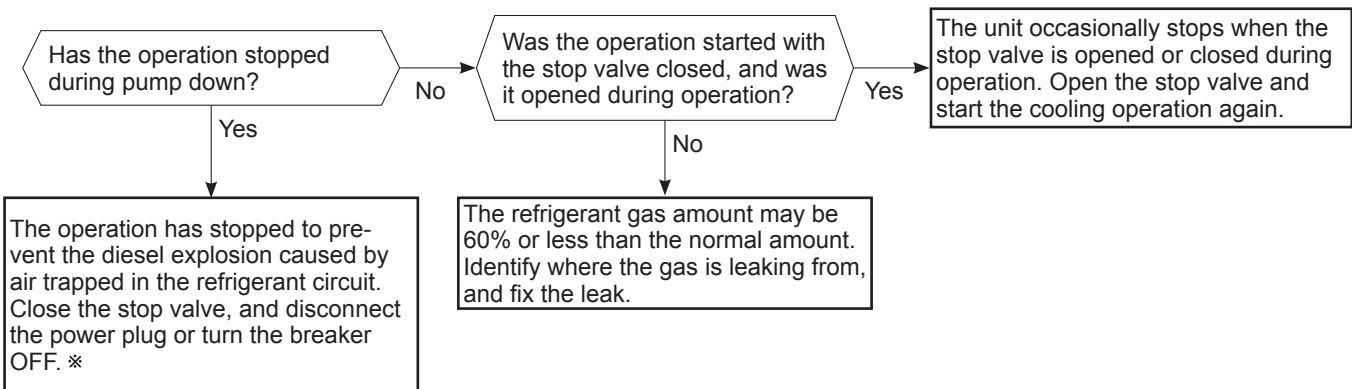 Has the operation stopped
during pump down?
No
Was the operation started with
the stop valve closed, and was
it opened during operation?
Yes
The unit occasionally stops when the
stop valve is opened or closed during
operation. Open the stop valve and
start the cooling operation again.
Yes
No
The operation has stopped to pre-
vent the diesel explosion caused by
air trapped in the refrigerant circuit.
Close the stop valve, and disconnect
the power plug or turn the breaker
OFF. ※
The refrigerant gas amount may be
60% or less than the normal amount.
Identify where the gas is leaking from,
and fix the leak.